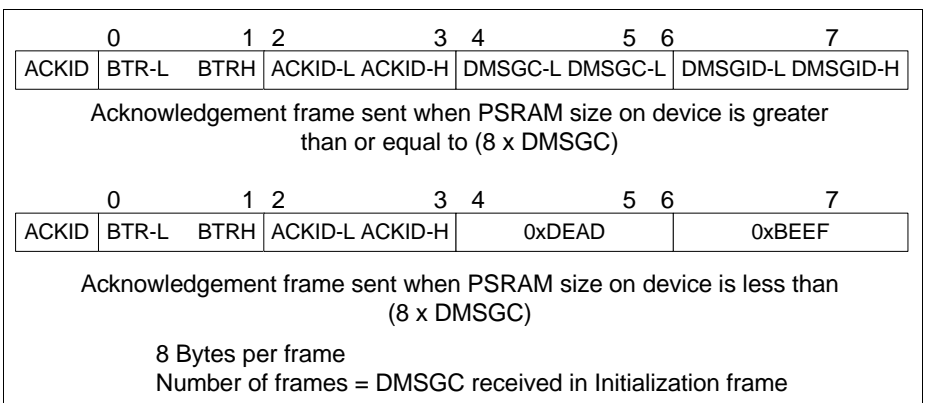 0 1 2 3 4 5 6 7
ACKID BTR-L BTRH ACKID-L ACKID-H DMSGC-L DMSGC-L DMSGID-L DMSGID-H
Acknowledgement frame sent when PSRAM size on device is greater
than or equal to (8 x DMSGC)
0 1 2 3 4 5 6 7
ACKID BTR-L BTRH ACKID-L ACKID-H 0xDEAD 0xBEEF
Acknowledgement frame sent when PSRAM size on device is less than
(8 x DMSGC)
8 Bytes per frame
Number of frames = DMSGC received in Initialization frame